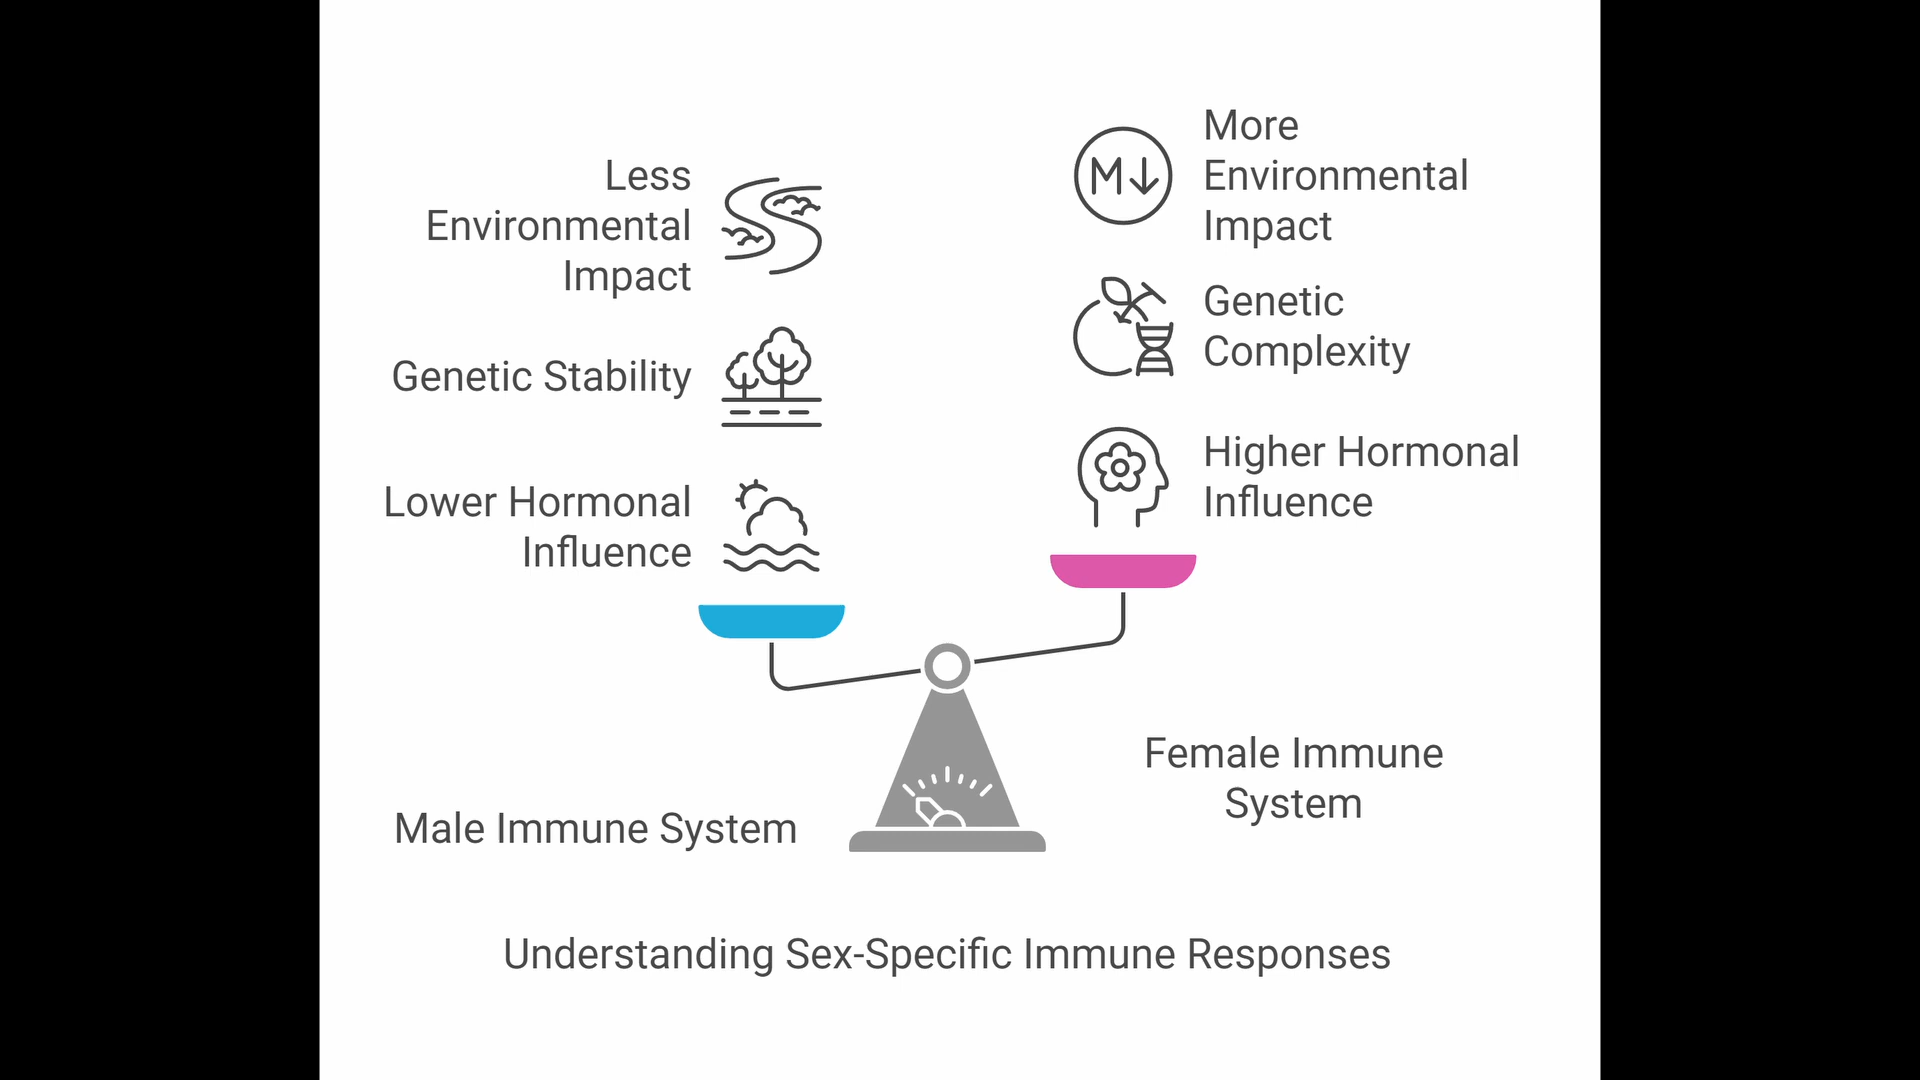 Less
Environmental
Impact
Genetic Stability
Lower Hormonal
Influence
More
Environmental
Impact
M↓
Genetic
Complexity
Higher Hormonal
Influence
Male Immune System
Female Immune
System
Understanding Sex-Specific Immune Responses